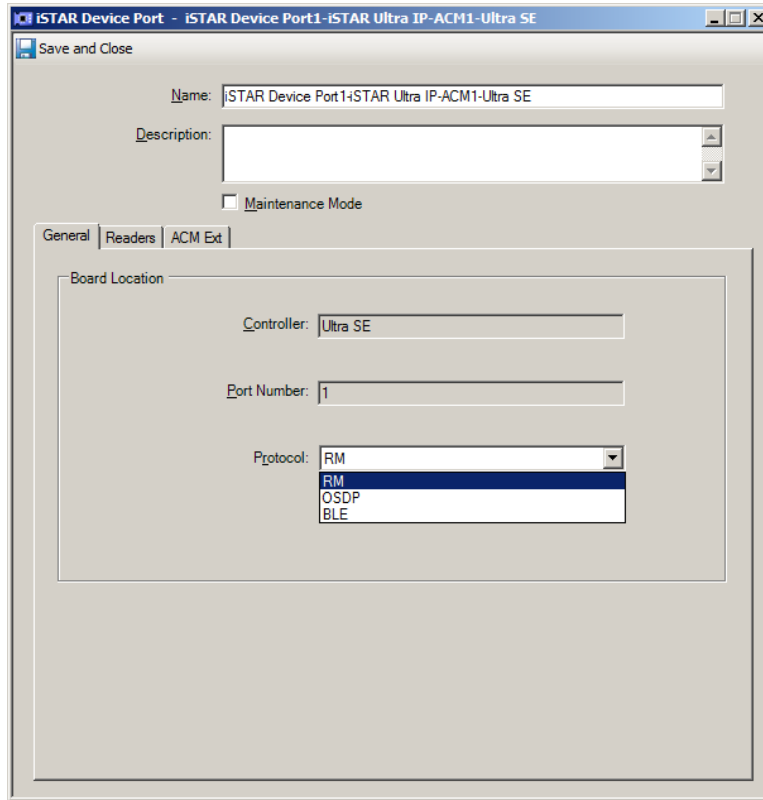 iSTAR Device Port - iSTAR Device Port1-iSTAR Ultra IP-ACM1-Ultra SE
Save and Close
Name: iSTAR Device Port1-iSTAR Ultra IP-ACM1-Ultra SE
Description:
Maintenance Mode
General Readers ACM Ext
Board Location
Controller: Ultra SE
Port Number: 1
Protocol: RM
RM
OSDP
BLE